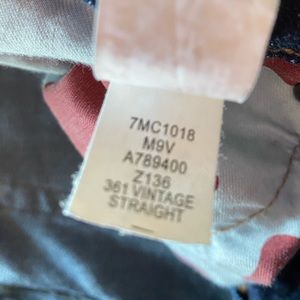 7MC1018
M9V
A789400
Z136
361 VINTAGE
STRAIGHT